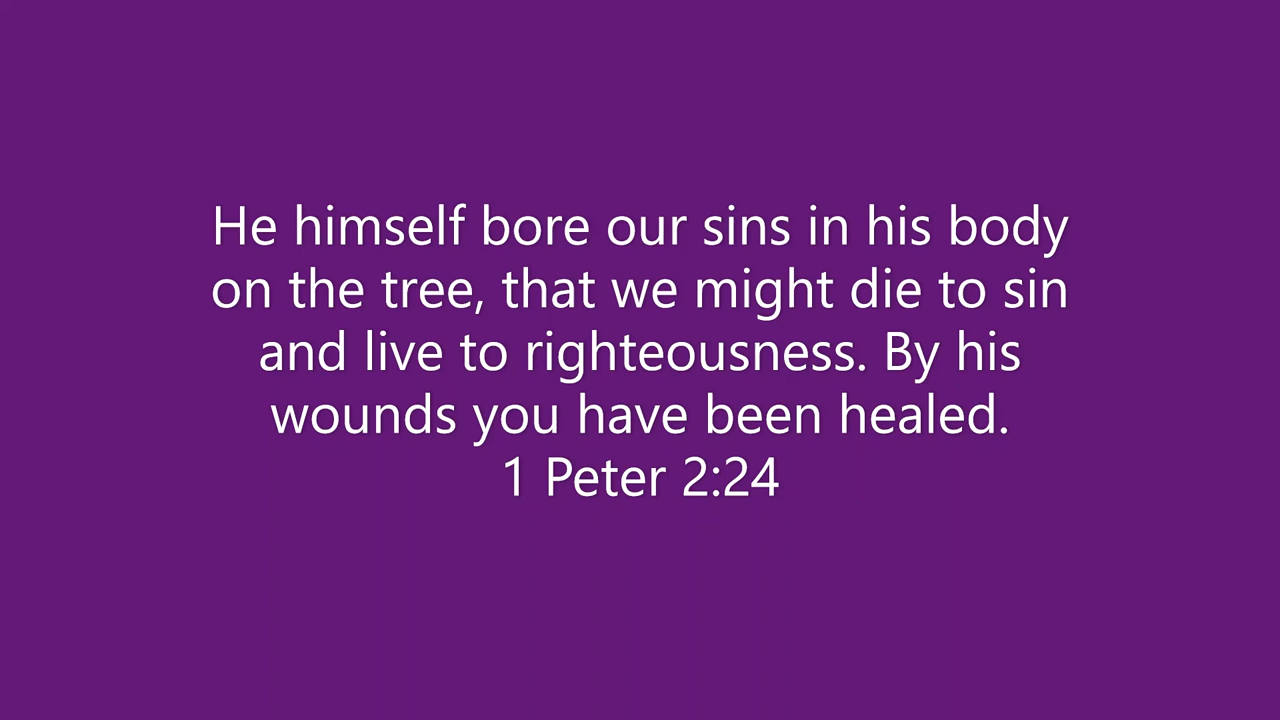 He himself bore our sins in his body
on the tree, that we might die to sin
and live to righteousness. By his
wounds you have been healed.
1 Peter 2:24